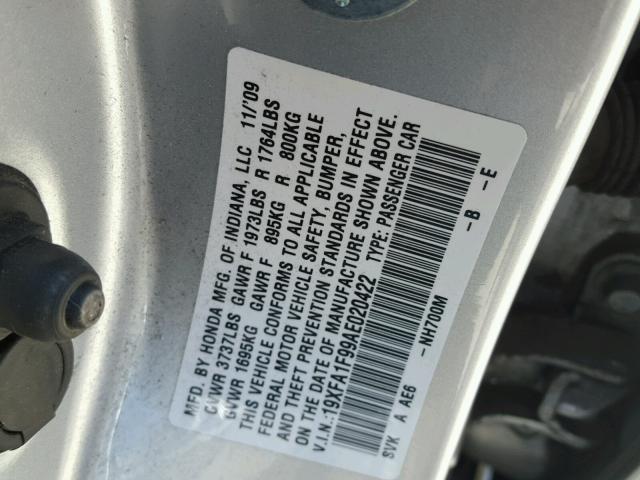 MFD. BY HONDA MFG. OF INDIANA, LLC 11/'09
GVWR 3737LBS GAWR F 1973LBS R 1764LBS
GVWR 1695KG GAWR F 895KG R 800KG
THIS VEHICLE CONFORMS TO ALL APPLICABLE
FEDERAL MOTOR VEHICLE SAFETY, BUMPER,
AND THEFT PREVENTION STANDARDS IN EFFECT
ON THE DATE OF MANUFACTURE SHOWN ABOVE.
V.I.N.:19XFA1F99AE020422 TYPE: PASSENGER CAR
SVK A AE6 -NH700M -B -E